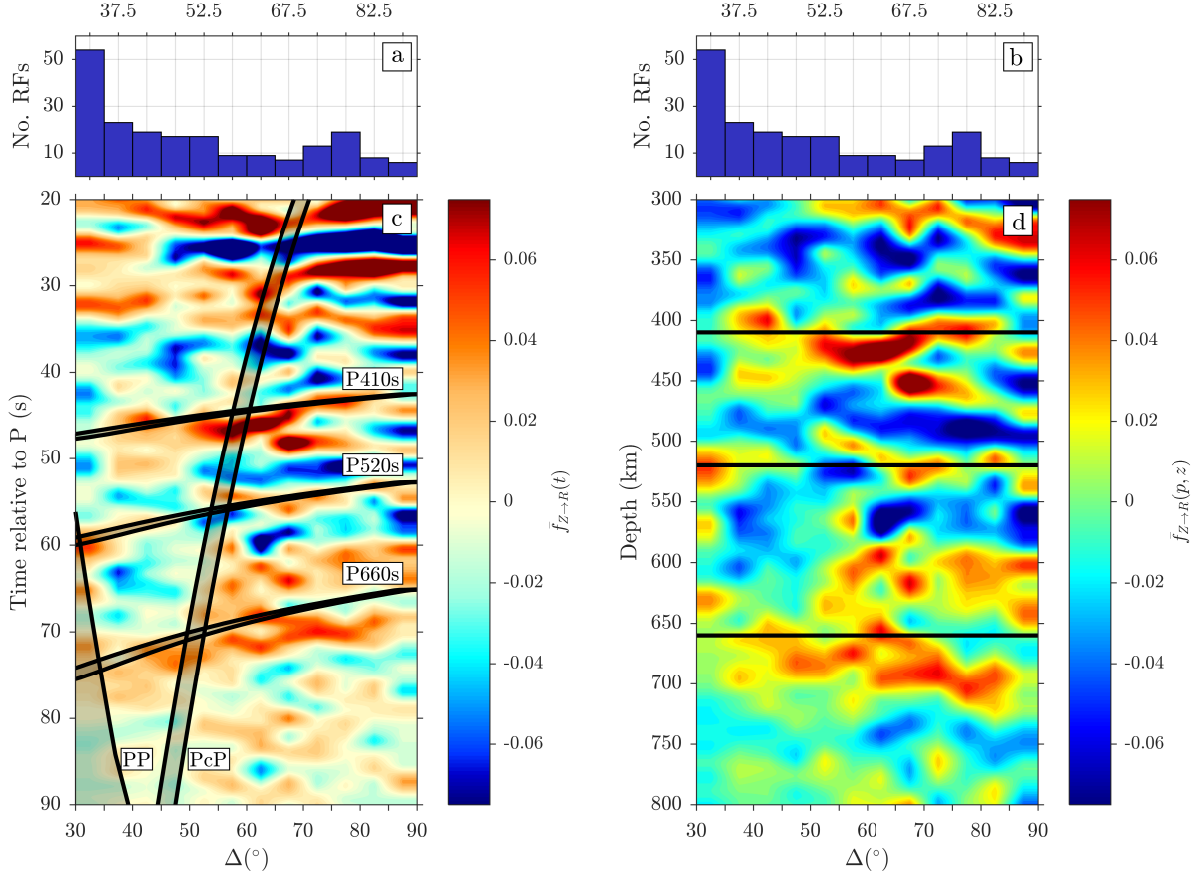 37.5 52.5 67.5 82.5
50
30
10
No. RFs
a
20
30
40
50
60
70
80
90
Time relative to P (s)
c
P410s
P520s
P660s
PP
PcP
30 40 50 60 70 80 90
Δ(°)
0.06
0.04
0.02
0
-0.02
-0.04
-0.06
f_{Z→R}(t)
37.5 52.5 67.5 82.5
50
30
10
No. RFs
b
300
350
400
450
500
550
600
650
700
750
800
Depth (km)
d
30 40 50 60 70 80 90
Δ(°)
0.06
0.04
0.02
0
-0.02
-0.04
-0.06
f̄_{Z→R}(p, z)